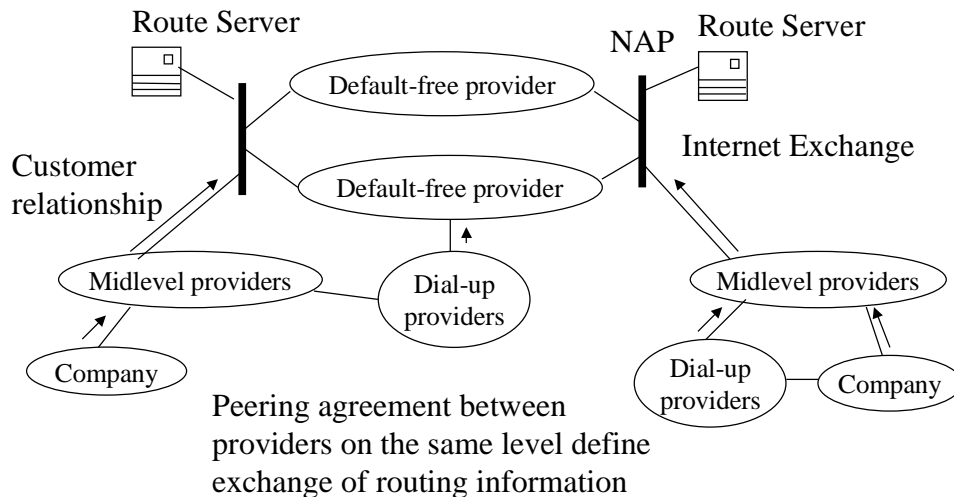 Route Server
NAP
Route Server
Default-free provider
Internet Exchange
Customer
relationship
Default-free provider
Midlevel providers
Dial-up
providers
Midlevel providers
Company
Dial-up
providers
Company
Peering agreement between
providers on the same level define
exchange of routing information